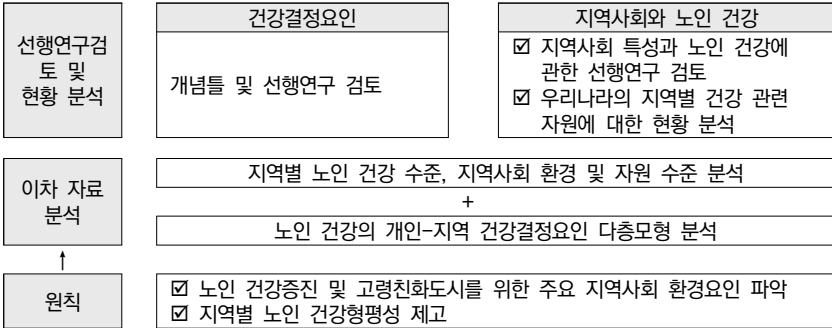 선행연구검
토 및
현황 분석
건강결정요인
개념틀 및 선행연구 검토
지역사회와 노인 건강
☑ 지역사회 특성과 노인 건강에
관한 선행연구 검토
☑ 우리나라의 지역별 건강 관련
자원에 대한 현황 분석
이차 자료
분석
지역별 노인 건강 수준, 지역사회 환경 및 자원 수준 분석
+
노인 건강의 개인-지역 건강결정요인 다층모형 분석
↑
원칙
☑ 노인 건강증진 및 고령친화도시를 위한 주요 지역사회 환경요인 파악
☑ 지역별 노인 건강형평성 제고